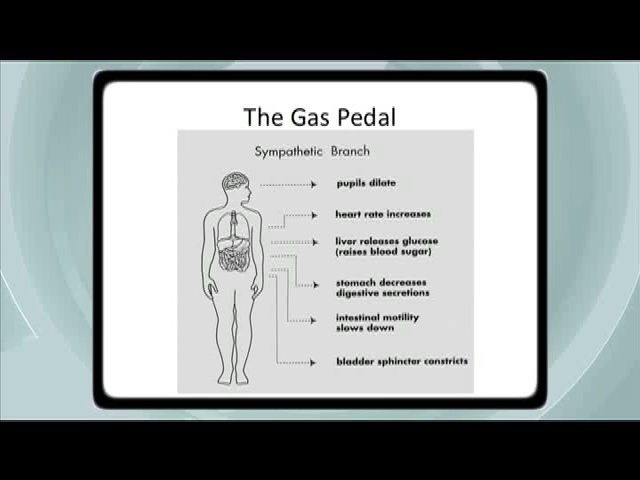 The Gas Pedal
Sympathetic Branch
pupils dilate
heart rate increases
liver releases glucose
(raises blood sugar)
stomach decreases
digestive secretions
intestinal motility
slows down
bladder sphincter constricts